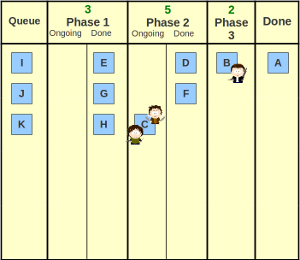 3 5 2
Queue Phase 1 Phase 2 Phase 3 Done
Ongoing Done Ongoing Done
I E D B A
J G F
K H C